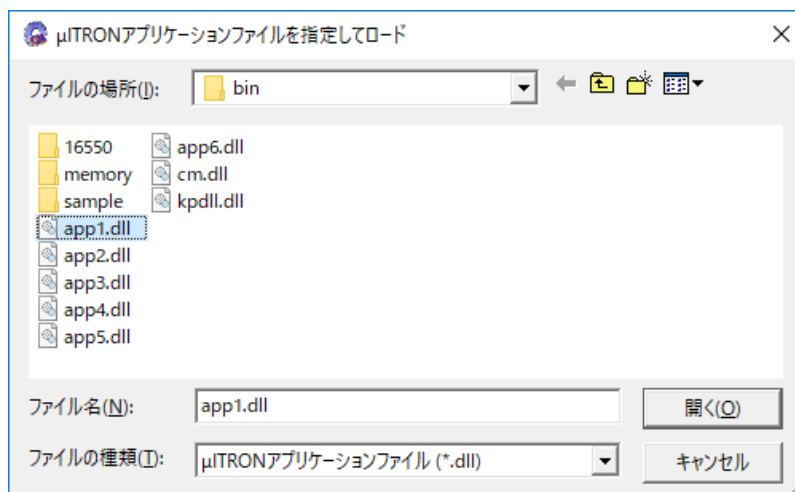 μITRONアプリケーションファイルを指定してロード
ファイルの場所(I): bin
16550 app6.dll
memory cm.dll
sample kpdll.dll
app1.dll
app2.dll
app3.dll
app4.dll
app5.dll
ファイル名(N): app1.dll 開く(O)
ファイルの種類(T): μITRONアプリケーションファイル (*.dll) キャンセル